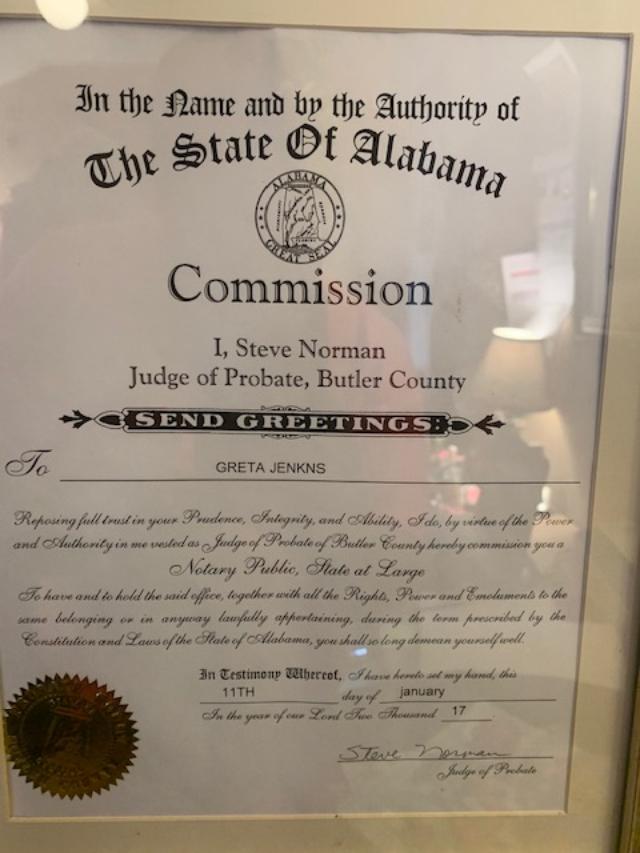 In the Name and by the Authority of
The State Of Alabama
ALABAMA
GREAT SEAL
Commission
I, Steve Norman
Judge of Probate, Butler County
SEND GREETINGS:
To GRETA JENKNS
Reposing full trust in your Prudence, Integrity, and Ability, I do, by virtue of the Power
and Authority in me vested as Judge of Probate of Butler County hereby commission you a
Notary Public, State at Large
To have and to hold the said office, together with all the Rights, Power and Emoluments to the
same belonging or in anyway lawfully appertaining, during the term prescribed by the
Constitution and Laws of the State of Alabama, you shall so long demean yourself well.
In Testimony Whereof, I have hereto set my hand, this
11TH day of january
In the year of our Lord Two Thousand 17
Steve Norman
Judge of Probate